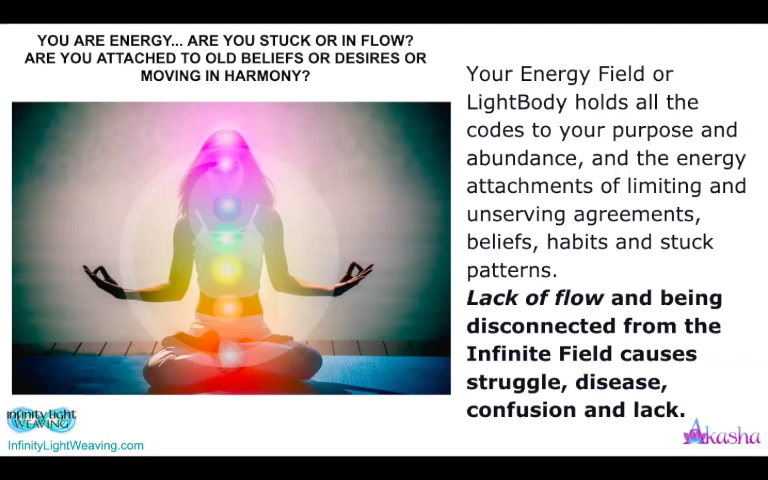 YOU ARE ENERGY... ARE YOU STUCK OR IN FLOW?
ARE YOU ATTACHED TO OLD BELIEFS OR DESIRES OR
MOVING IN HARMONY?
Your Energy Field or
LightBody holds all the
codes to your purpose and
abundance, and the energy
attachments of limiting and
unserving agreements,
beliefs, habits and stuck
patterns.
Lack of flow and being
disconnected from the
Infinite Field causes
struggle, disease,
confusion and lack.
infinity light
WEAVING
InfinityLightWeaving.com
Akasha